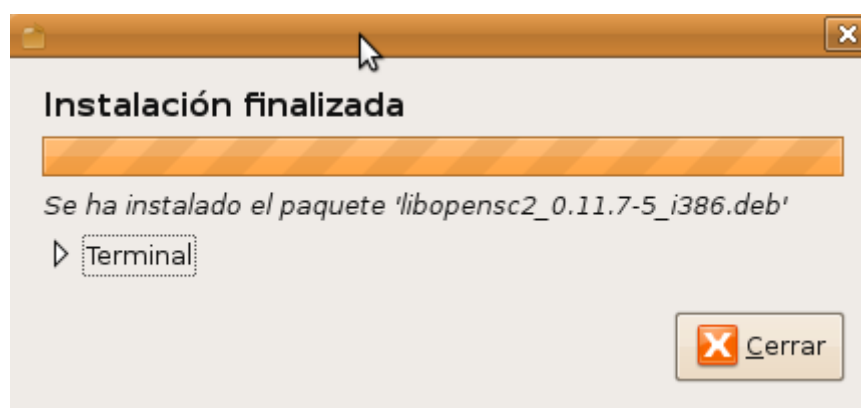 Instalación finalizada
Se ha instalado el paquete 'libopensc2_0.11.7-5_i386.deb'
Terminal
Cerrar